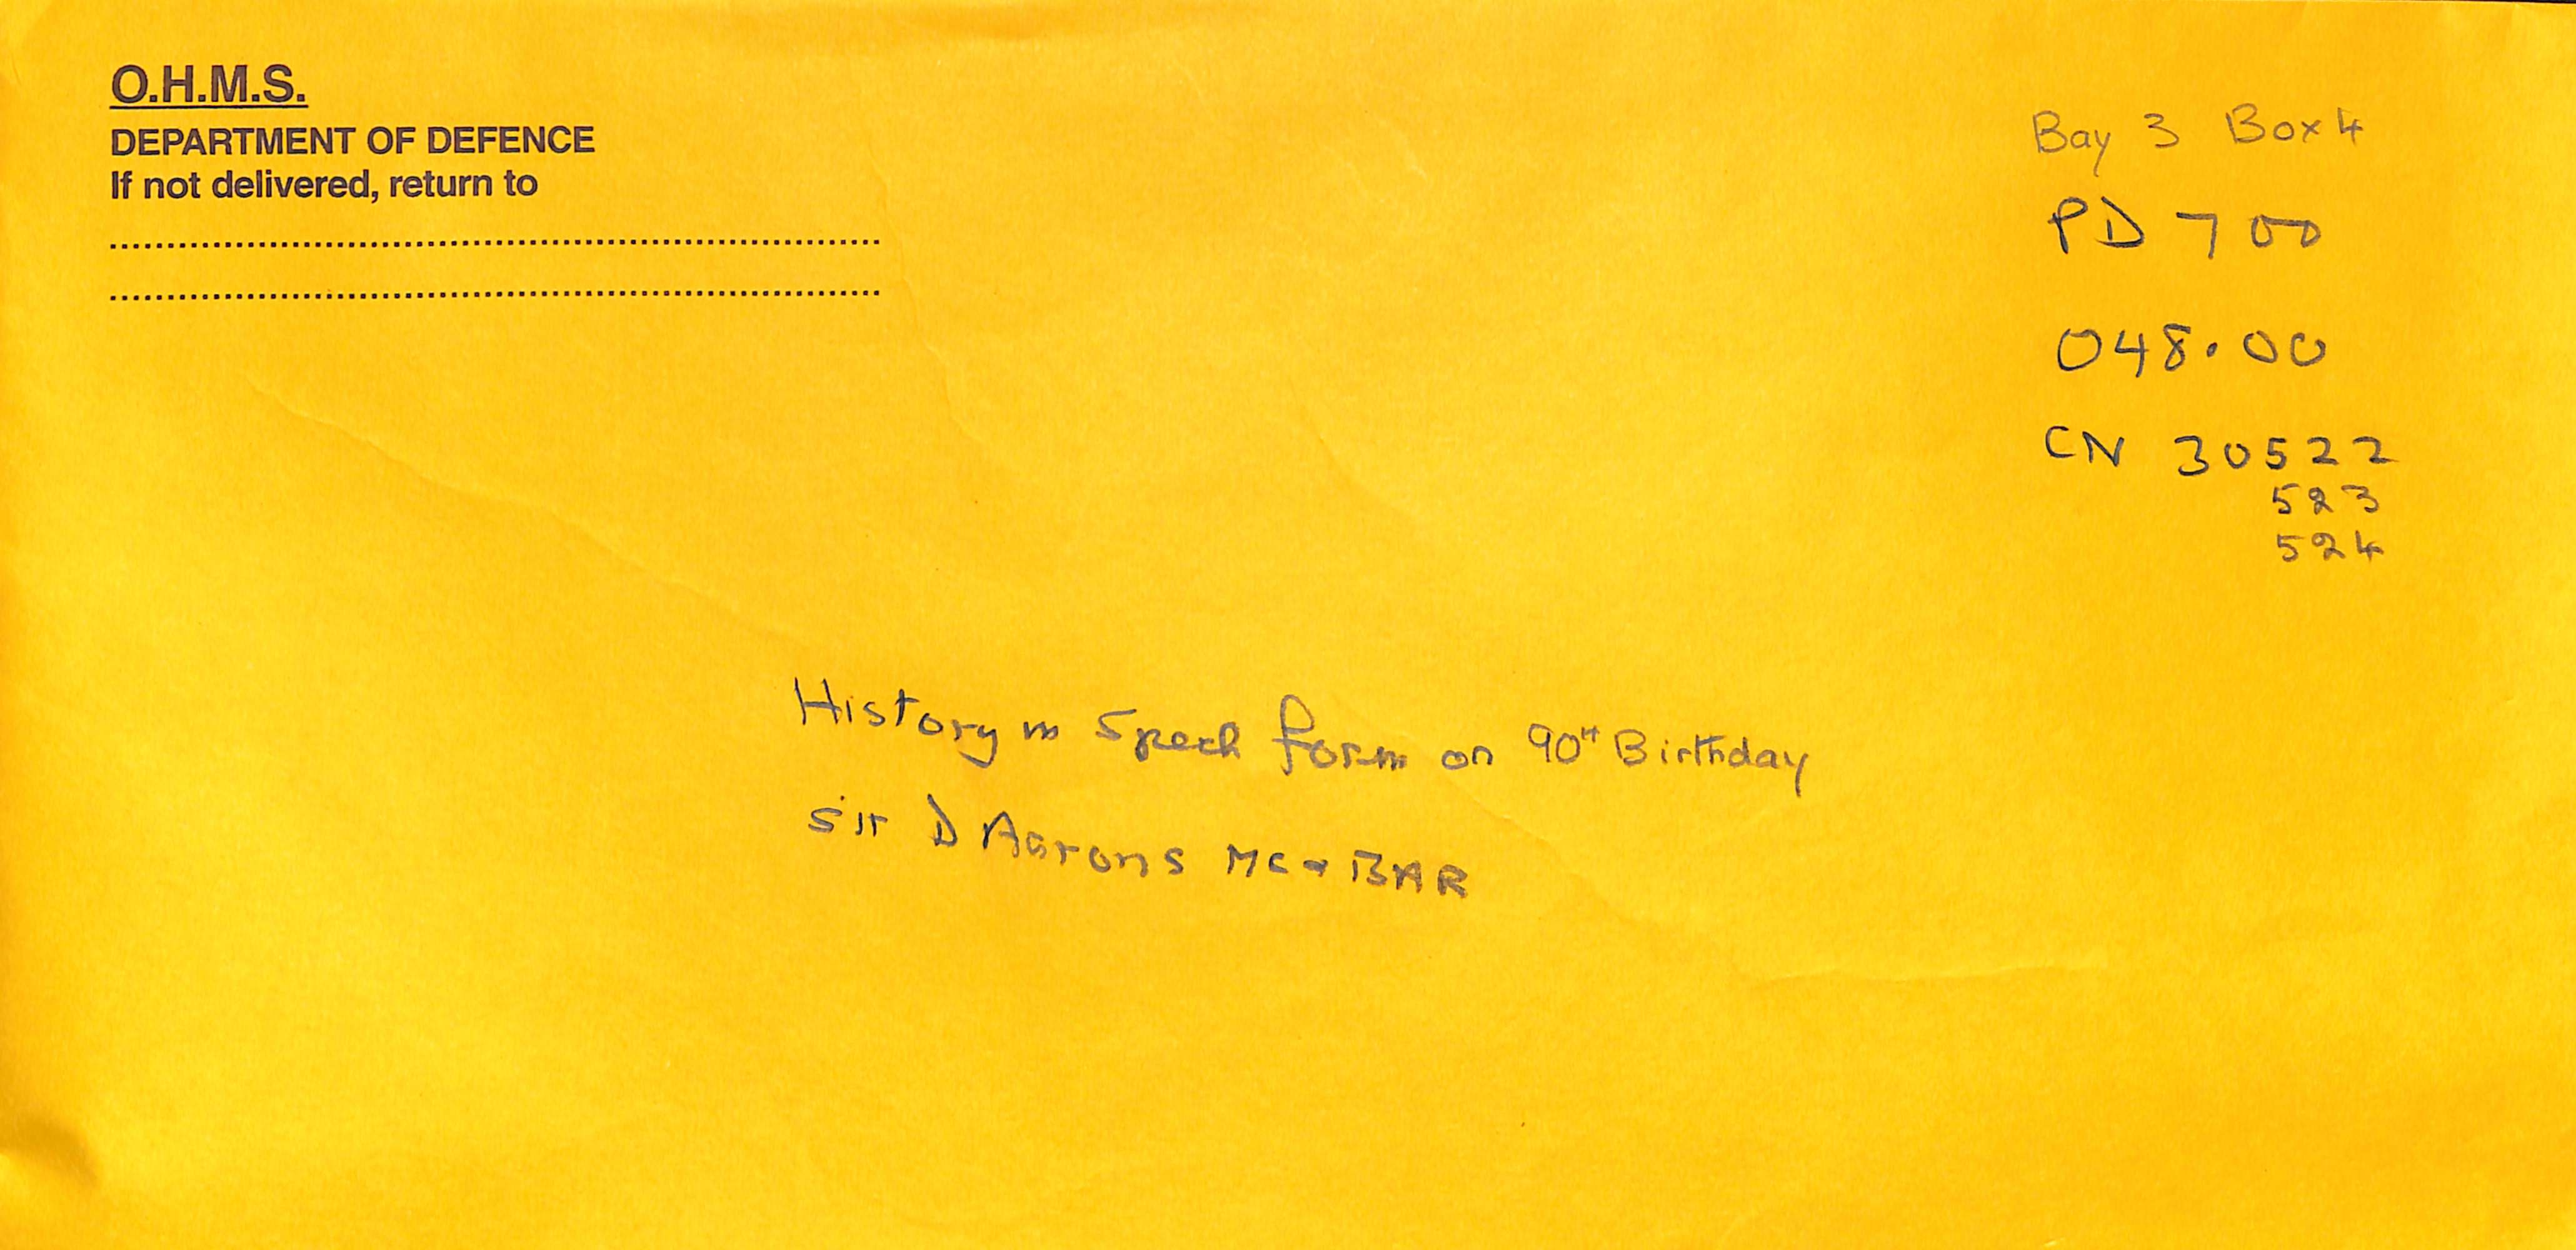 O.H.M.S.
DEPARTMENT OF DEFENCE
If not delivered, return to
Bay 3 Box 4
PD 700
048.00
CN 30522
523
524
History in Speech form on 90th Birthday
Sir D Aarons MC & BAR